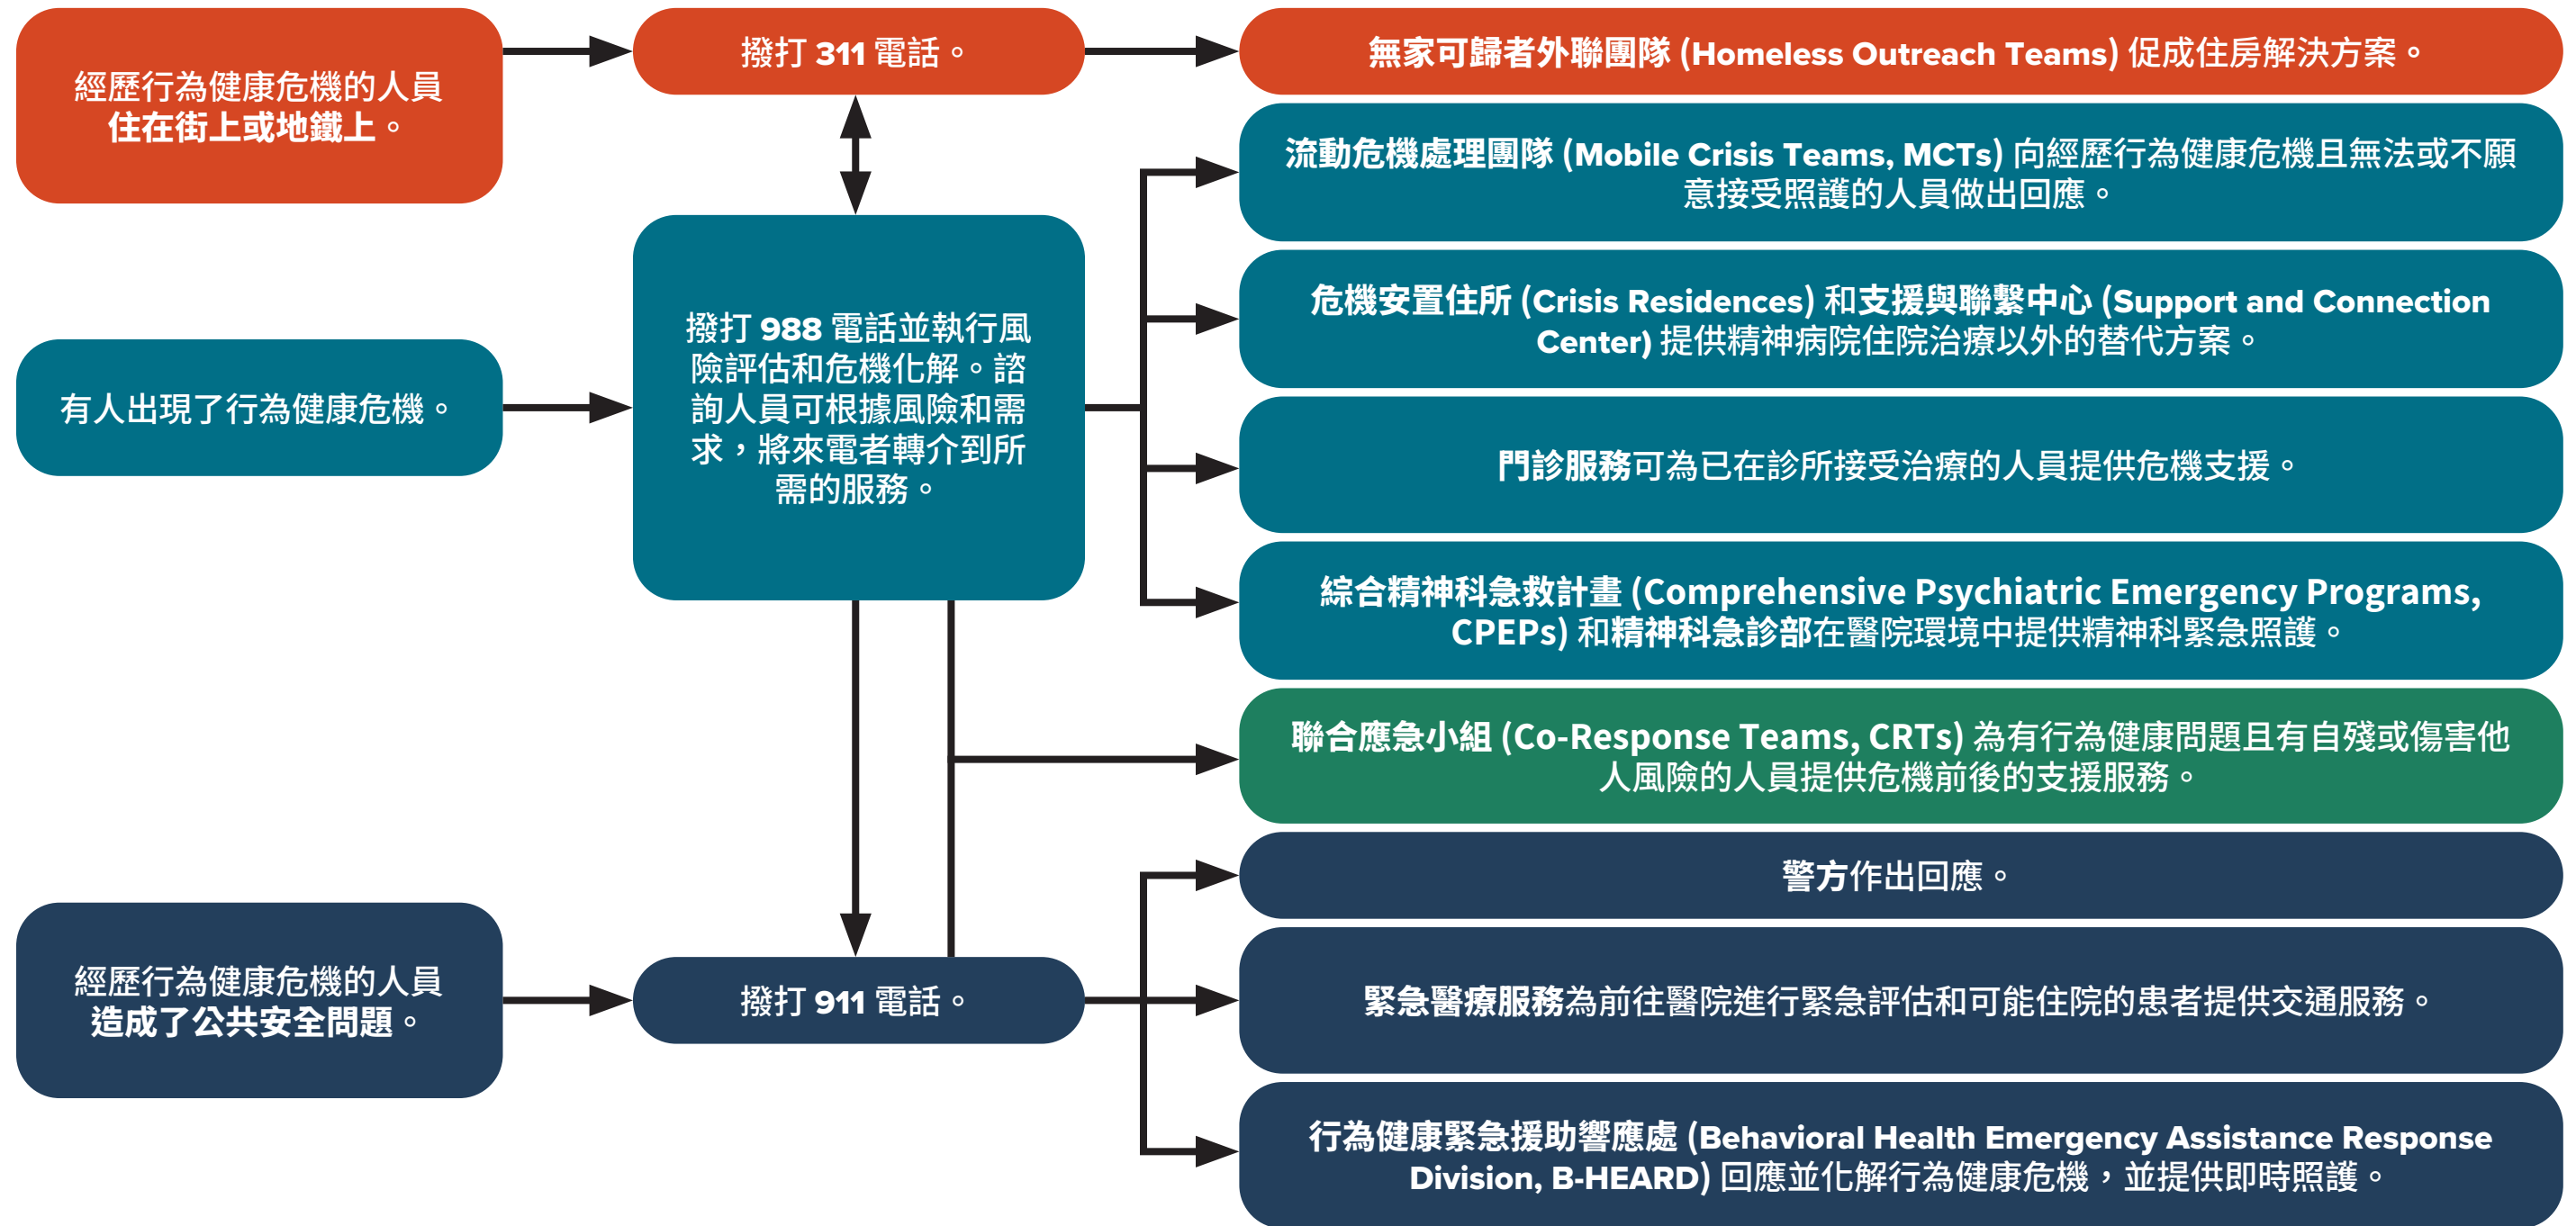 經歷行為健康危機的人員
住在街上或地鐵上。
撥打 311 電話。
無家可歸者外聯團隊 (Homeless Outreach Teams) 促成住房解決方案。
有人出現了行為健康危機。
撥打 988 電話並執行風
險評估和危機化解。諮
詢人員可根據風險和需
求，將來電者轉介到所
需的服務。
流動危機處理團隊 (Mobile Crisis Teams, MCTs) 向經歷行為健康危機且無法或不願
意接受照護的人員做出回應。
危機安置住所 (Crisis Residences) 和支援與聯繫中心 (Support and Connection
Center) 提供精神病院住院治療以外的替代方案。
門診服務可為已在診所接受治療的人員提供危機支援。
綜合精神科急救計畫 (Comprehensive Psychiatric Emergency Programs,
CPEPs) 和精神科急診部在醫院環境中提供精神科緊急照護。
聯合應急小組 (Co-Response Teams, CRTs) 為有行為健康問題且有自殘或傷害他
人風險的人員提供危機前後的支援服務。
經歷行為健康危機的人員
造成了公共安全問題。
撥打 911 電話。
警方作出回應。
緊急醫療服務為前往醫院進行緊急評估和可能住院的患者提供交通服務。
行為健康緊急援助響應處 (Behavioral Health Emergency Assistance Response
Division, B-HEARD) 回應並化解行為健康危機，並提供即時照護。